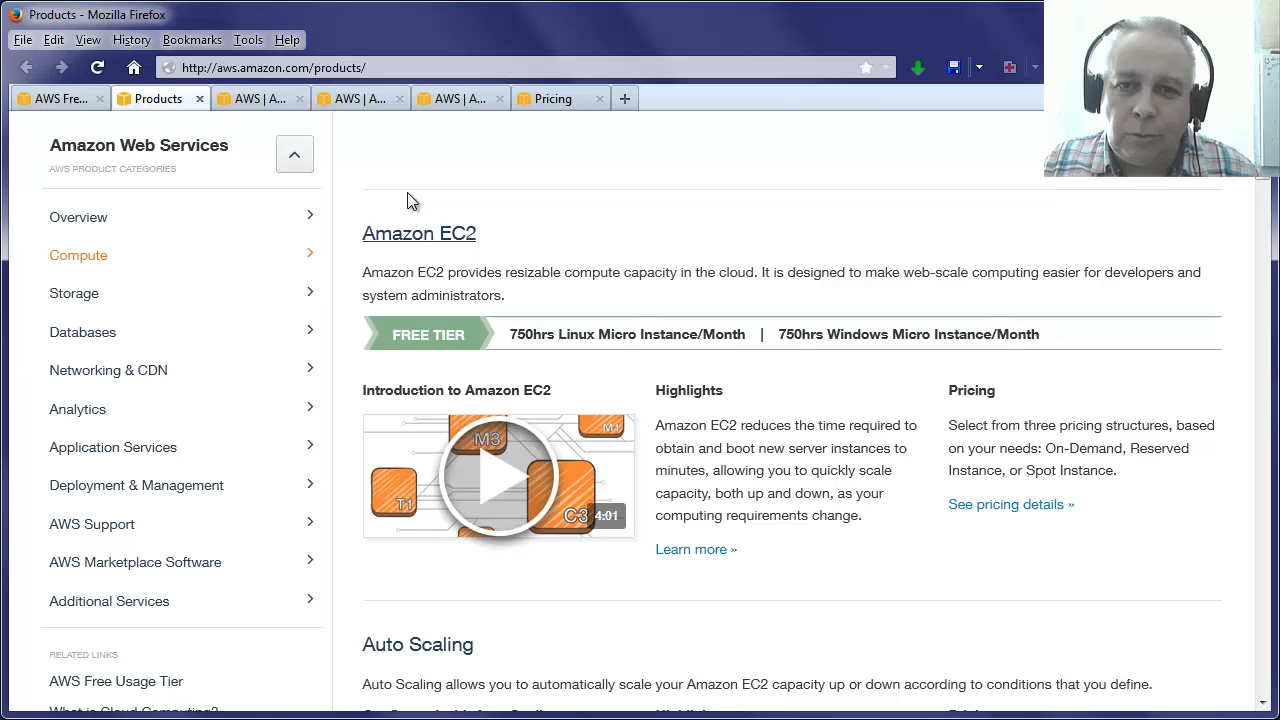 Products - Mozilla Firefox
File Edit View History Bookmarks Tools Help
http://aws.amazon.com/products/
AWS Fre... × Products × AWS | A... × AWS | A... × AWS | A... × Pricing × +
Amazon Web Services
AWS PRODUCT CATEGORIES
Overview
Compute
Storage
Databases
Networking & CDN
Analytics
Application Services
Deployment & Management
AWS Support
AWS Marketplace Software
Additional Services
RELATED LINKS
AWS Free Usage Tier
What is Cloud Computing?
Amazon EC2
Amazon EC2 provides resizable compute capacity in the cloud. It is designed to make web-scale computing easier for developers and
system administrators.
FREE TIER 750hrs Linux Micro Instance/Month | 750hrs Windows Micro Instance/Month
Introduction to Amazon EC2
M3
M1
T1
C3
4:01
Highlights
Amazon EC2 reduces the time required to
obtain and boot new server instances to
minutes, allowing you to quickly scale
capacity, both up and down, as your
computing requirements change.
Learn more »
Pricing
Select from three pricing structures, based
on your needs: On-Demand, Reserved
Instance, or Spot Instance.
See pricing details »
Auto Scaling
Auto Scaling allows you to automatically scale your Amazon EC2 capacity up or down according to conditions that you define.